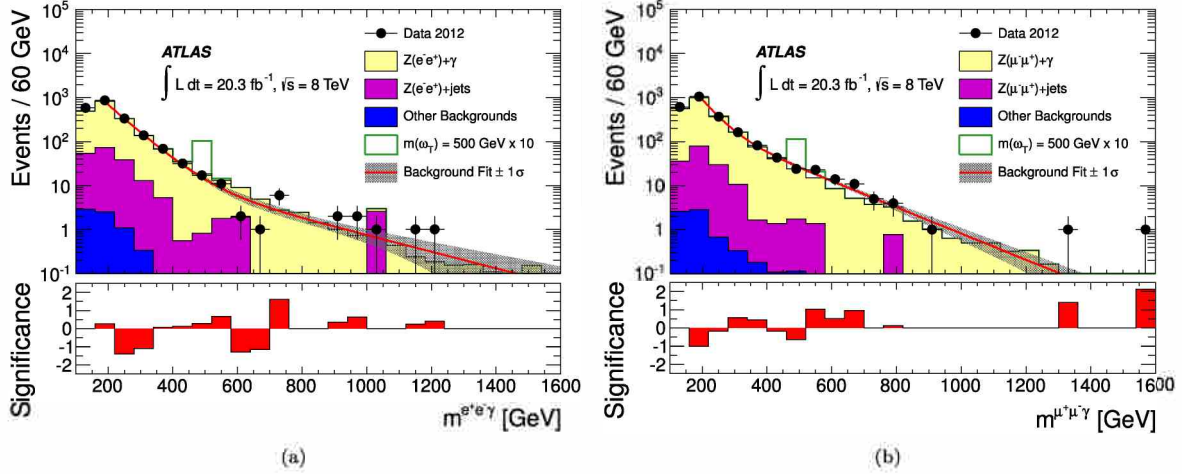 Events / 60 GeV
10^5
10^4
10^3
10^2
10
1
10^-1
ATLAS
∫ L dt = 20.3 fb^-1, √s = 8 TeV
Data 2012
Z(e^-e^+)+γ
Z(e^-e^+)+jets
Other Backgrounds
m(ω_T) = 500 GeV x 10
Background Fit ± 1σ
Significance
2
1
0
-1
-2
200 400 600 800 1000 1200 1400 1600
m^e+e-γ [GeV]
(a)
Events / 60 GeV
10^5
10^4
10^3
10^2
10
1
10^-1
ATLAS
∫ L dt = 20.3 fb^-1, √s = 8 TeV
Data 2012
Z(μ^-μ^+)+γ
Z(μ^-μ^+)+jets
Other Backgrounds
m(ω_T) = 500 GeV x 10
Background Fit ± 1σ
Significance
2
1
0
-1
-2
200 400 600 800 1000 1200 1400 1600
m^μ+μ-γ [GeV]
(b)